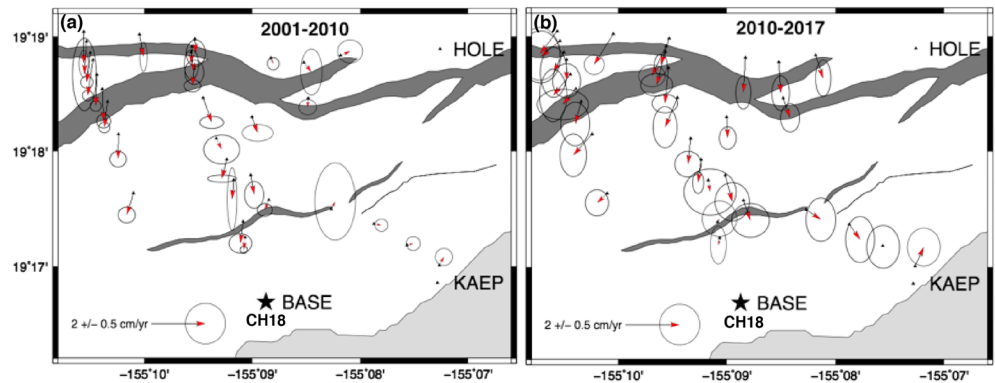 (a)
2001-2010
19°19'
HOLE
19°18'
19°17'
KAEP
BASE
CH18
2 +/− 0.5 cm/yr
−155°10'
−155°09'
−155°08'
−155°07'
(b)
2010-2017
HOLE
KAEP
BASE
CH18
2 +/− 0.5 cm/yr
−155°10'
−155°09'
−155°08'
−155°07'